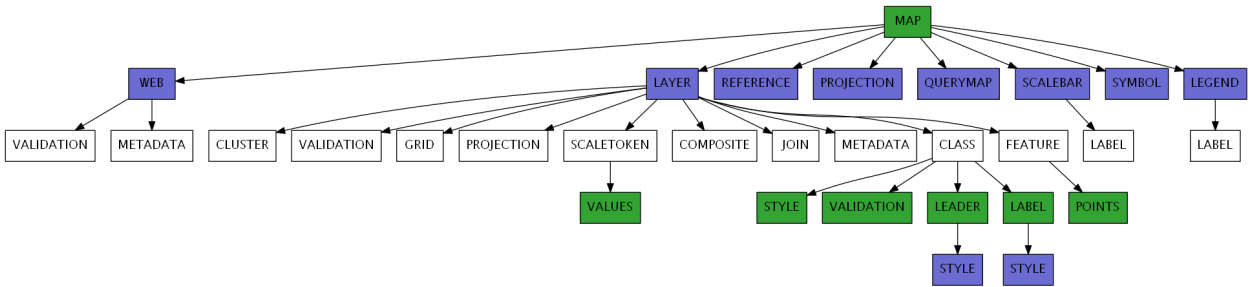 MAP
WEB
LAYER
REFERENCE
PROJECTION
QUERYMAP
SCALEBAR
SYMBOL
LEGEND
VALIDATION
METADATA
CLUSTER
VALIDATION
GRID
PROJECTION
SCALETOKEN
COMPOSITE
JOIN
METADATA
CLASS
FEATURE
LABEL
LABEL
VALUES
STYLE
VALIDATION
LEADER
LABEL
POINTS
STYLE
STYLE